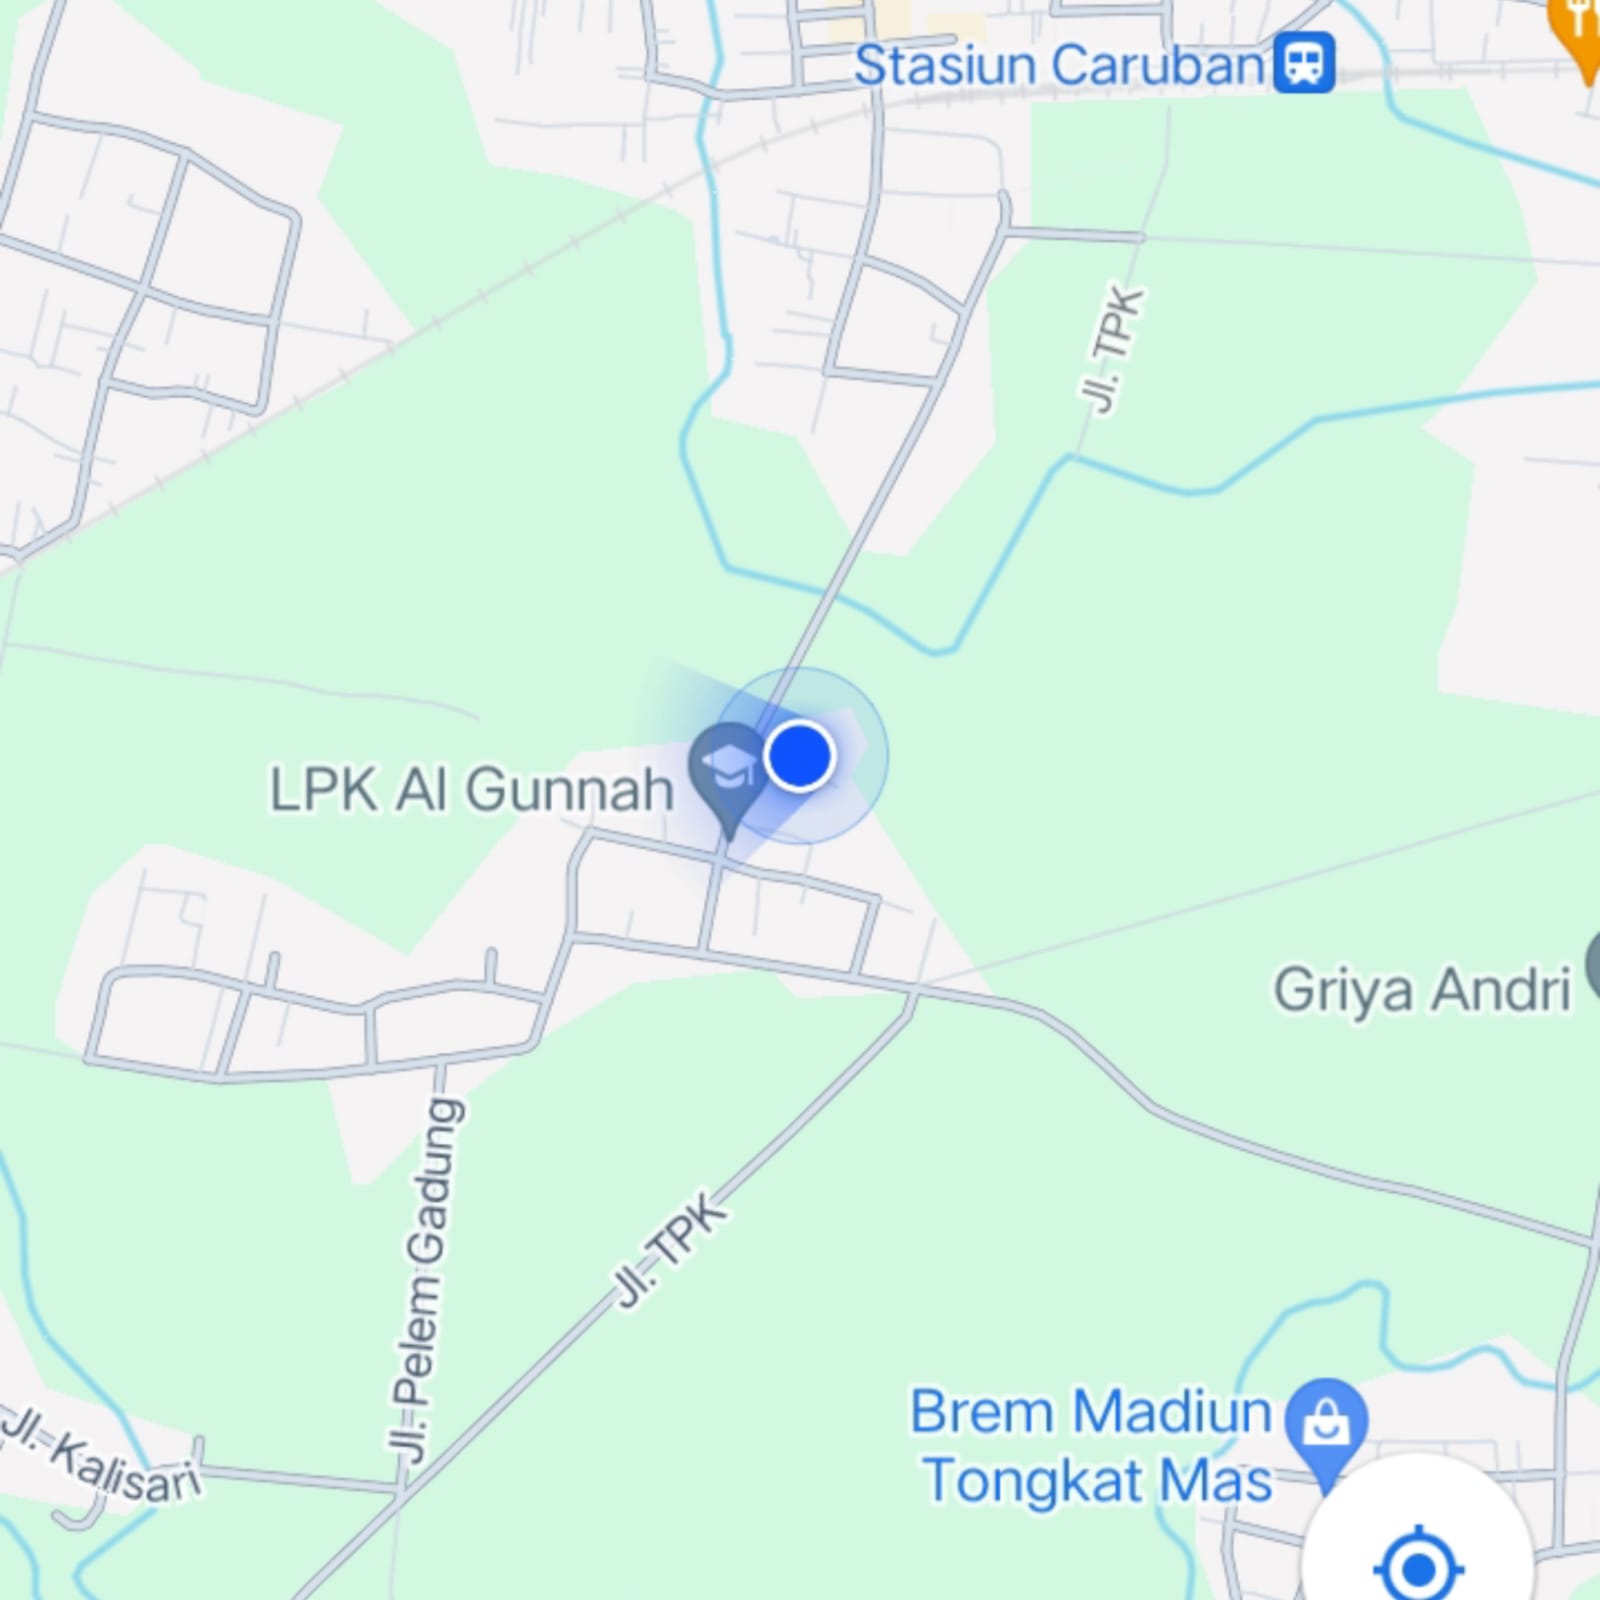 Stasiun Caruban
Jl. TPK
LPK Al Gunnah
Griya Andri
Jl. Pelem Gadung
Jl. TPK
Brem Madiun
Tongkat Mas
Jl. Kalisari